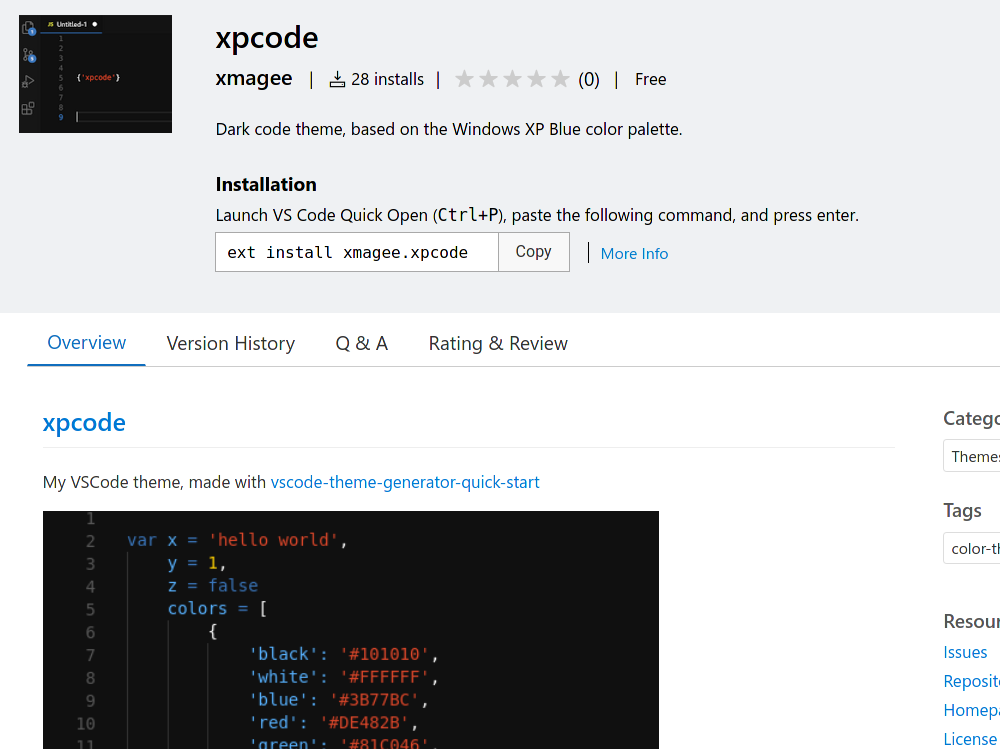 Untitled-1
1
2
3
4
5 {'xpcode'}
6
7
8
9
xpcode
xmagee | 28 installs | (0) | Free
Dark code theme, based on the Windows XP Blue color palette.
Installation
Launch VS Code Quick Open (Ctrl+P), paste the following command, and press enter.
ext install xmagee.xpcode Copy | More Info
Overview Version History Q & A Rating & Review
xpcode
My VSCode theme, made with vscode-theme-generator-quick-start
1
2 var x = 'hello world',
3 y = 1,
4 z = false
5 colors = [
6 {
7 'black': '#101010',
8 'white': '#FFFFFF',
9 'blue': '#3B77BC',
10 'red': '#DE482B',
11 'green': '#81C046',
Catego
Themes
Tags
color-th
Resour
Issues
Reposito
Homepa
License